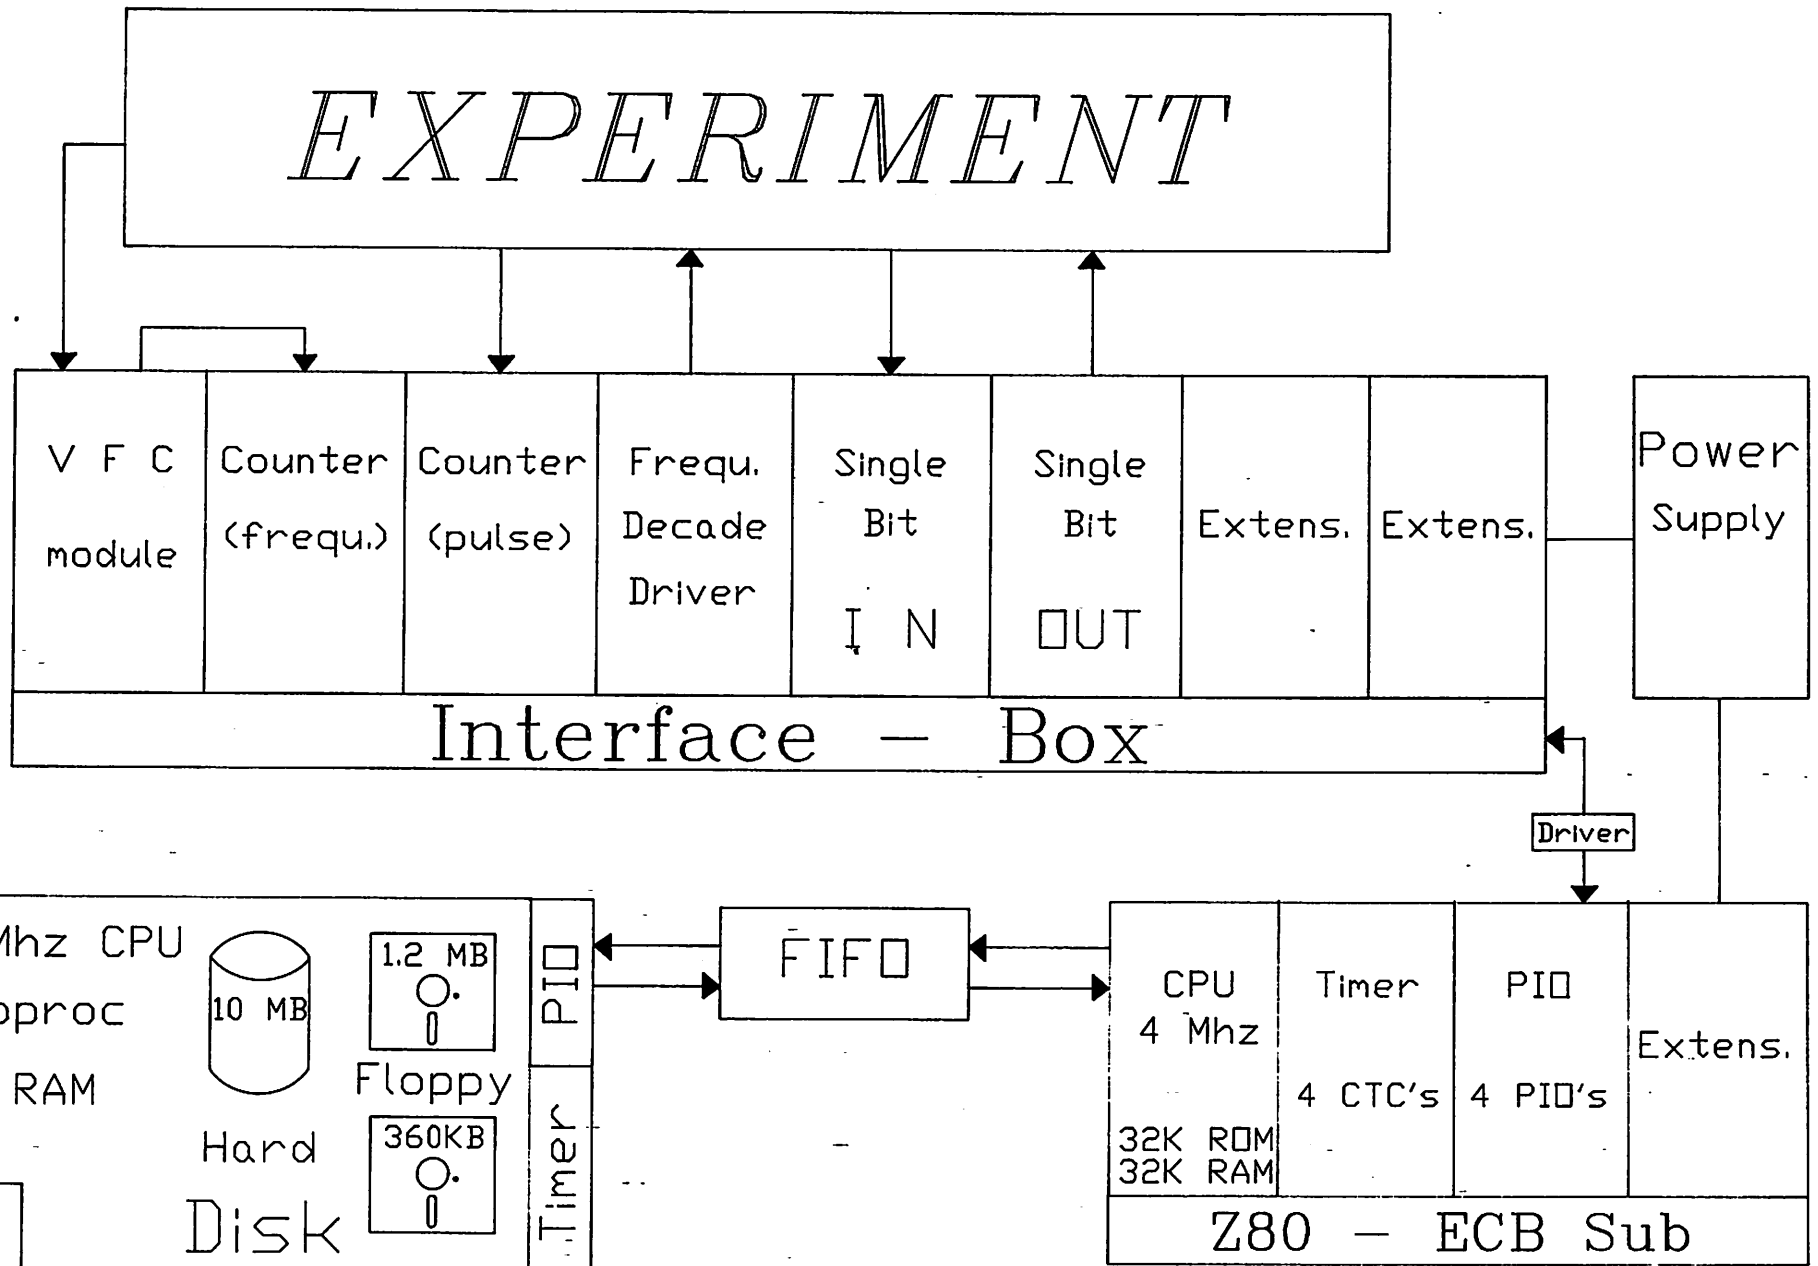 EXPERIMENT
V F C
module
Counter
(frequ.)
Counter
(pulse)
Frequ.
Decade
Driver
Single
Bit
I N
Single
Bit
OUT
Extens.
Extens.
Power
Supply
Interface - Box
Driver
Mhz CPU
RAM
10 MB
Hard
Disk
1.2 MB
Floppy
360KB
PIO
Timer
FIFO
CPU
4 Mhz
32K ROM
32K RAM
Timer
4 CTC's
PIO
4 PIO's
Extens.
Z80 - ECB Sub